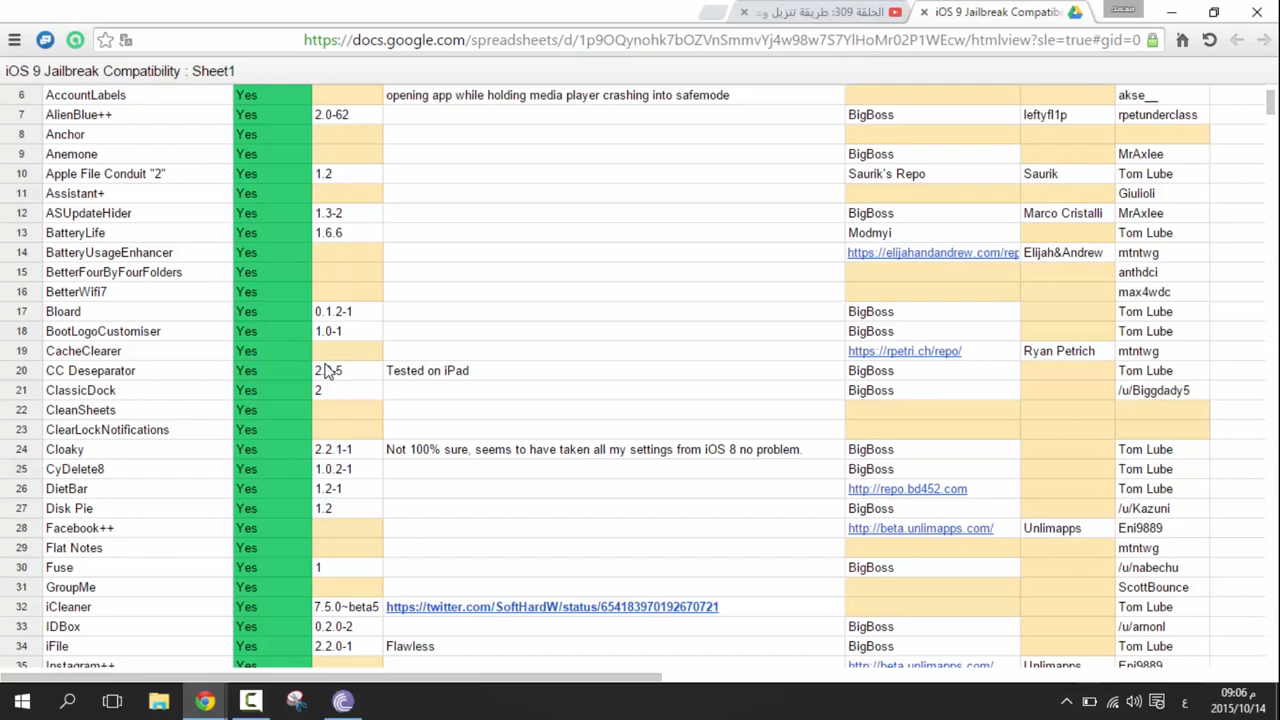 الحلقة 309: طريقة تنزيل وت
iOS 9 Jailbreak Compatibi
محمد
https://docs.google.com/spreadsheets/d/1p9OQynohk7bOZVnSmmvYj4w98w7S7YlHoMr02P1WEcw/htmlview?sle=true#gid=0
iOS 9 Jailbreak Compatibility : Sheet1
6 AccountLabels Yes opening app while holding media player crashing into safemode akse__
7 AlienBlue++ Yes 2.0-62 BigBoss leftyfl1p rpetunderclass
8 Anchor Yes
9 Anemone Yes BigBoss MrAxlee
10 Apple File Conduit "2" Yes 1.2 Saurik's Repo Saurik Tom Lube
11 Assistant+ Yes Giulioli
12 ASUpdateHider Yes 1.3-2 BigBoss Marco Cristalli MrAxlee
13 BatteryLife Yes 1.6.6 Modmyi Tom Lube
14 BatteryUsageEnhancer Yes https://elijahandandrew.com/rep Elijah&Andrew mtntwg
15 BetterFourByFourFolders Yes anthdci
16 BetterWifi7 Yes max4wdc
17 Bloard Yes 0.1.2-1 BigBoss Tom Lube
18 BootLogoCustomiser Yes 1.0-1 BigBoss Tom Lube
19 CacheClearer Yes https://rpetri.ch/repo/ Ryan Petrich mtntwg
20 CC Deseparator Yes Tested on iPad BigBoss Tom Lube
21 ClassicDock Yes 2 BigBoss /u/Biggdady5
22 CleanSheets Yes
23 ClearLockNotifications Yes
24 Cloaky Yes 2.2.1-1 Not 100% sure, seems to have taken all my settings from iOS 8 no problem. BigBoss Tom Lube
25 CyDelete8 Yes 1.0.2-1 BigBoss Tom Lube
26 DietBar Yes 1.2-1 http://repo.bd452.com Tom Lube
27 Disk Pie Yes 1.2 BigBoss /u/Kazuni
28 Facebook++ Yes http://beta.unlimapps.com/ Unlimapps Eni9889
29 Flat Notes Yes mtntwg
30 Fuse Yes 1 BigBoss /u/nabechu
31 GroupMe Yes ScottBounce
32 iCleaner Yes 7.5.0~beta5 https://twitter.com/SoftHardW/status/654183970192670721 Tom Lube
33 IDBox Yes 0.2.0-2 BigBoss /u/arnonl
34 iFile Yes 2.2.0-1 Flawless BigBoss Tom Lube
35 Instagram++ Yes http://beta.unlimapps.com/ Unlimapps Eni9889
ع
09:06 م
2015/10/14